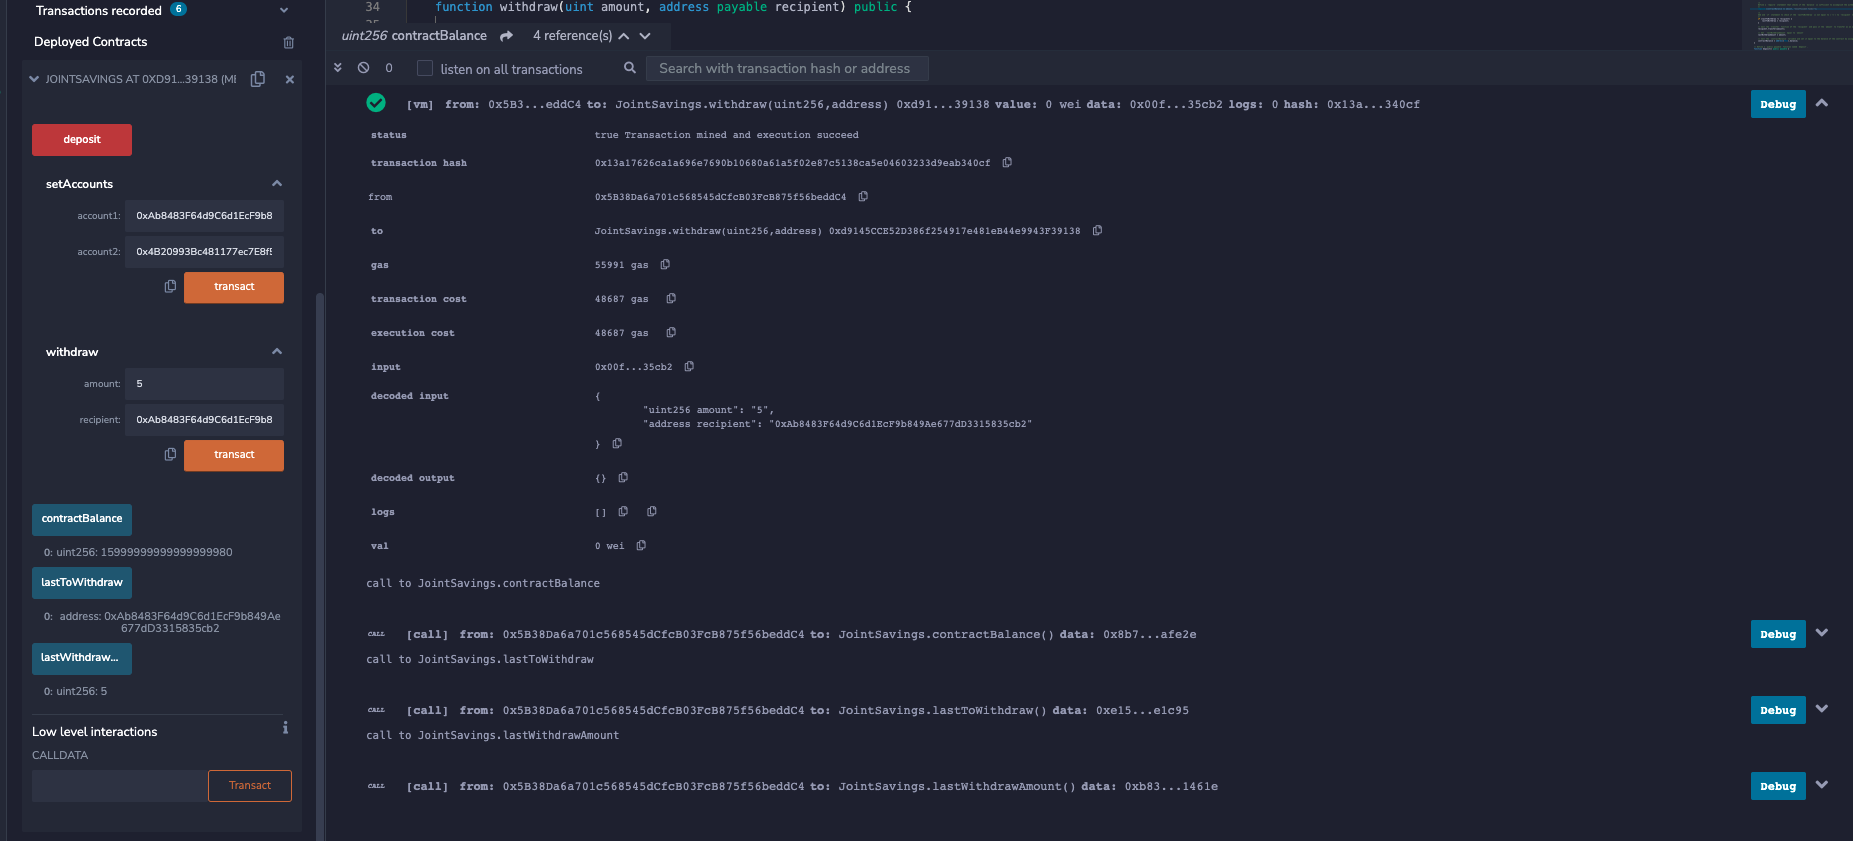 Transactions recorded 6
Deployed Contracts
JOINTSAVINGS AT 0XD91...39138 (ME
deposit
setAccounts
account1: 0xAb8483F64d9C6d1EcF9b8
account2: 0x4B20993Bc481177ec7E8f5
transact
withdraw
amount: 5
recipient: 0xAb8483F64d9C6d1EcF9b8
transact
contractBalance
0: uint256: 15999999999999999980
lastToWithdraw
0: address: 0xAb8483F64d9C6d1EcF9b849Ae
677dD3315835cb2
lastWithdraw...
0: uint256: 5
Low level interactions
i
CALLDATA
Transact
34 function withdraw(uint amount, address payable recipient) public {
uint256 contractBalance 4 reference(s)
0 listen on all transactions Search with transaction hash or address
[vm] from: 0x5B3...eddC4 to: JointSavings.withdraw(uint256,address) 0xd91...39138 value: 0 wei data: 0x00f...35cb2 logs: 0 hash: 0x13a...340cf Debug
status true Transaction mined and execution succeed
transaction hash 0x13a17626ca1a696e7690b10680a61a5f02e87c5138ca5e04603233d9eab340cf
from 0x5B38Da6a701c568545dCfcB03FcB875f56beddC4
to JointSavings.withdraw(uint256,address) 0xd9145CCE52D386f254917e481eB44e9943F39138
gas 55991 gas
transaction cost 48687 gas
execution cost 48687 gas
input 0x00f...35cb2
decoded input {
"uint256 amount": "5",
"address recipient": "0xAb8483F64d9C6d1EcF9b849Ae677dD3315835cb2"
}
decoded output {}
logs []
val 0 wei
call to JointSavings.contractBalance
CALL [call] from: 0x5B38Da6a701c568545dCfcB03FcB875f56beddC4 to: JointSavings.contractBalance() data: 0x8b7...afe2e Debug
call to JointSavings.lastToWithdraw
CALL [call] from: 0x5B38Da6a701c568545dCfcB03FcB875f56beddC4 to: JointSavings.lastToWithdraw() data: 0xe15...e1c95 Debug
call to JointSavings.lastWithdrawAmount
CALL [call] from: 0x5B38Da6a701c568545dCfcB03FcB875f56beddC4 to: JointSavings.lastWithdrawAmount() data: 0xb83...1461e Debug